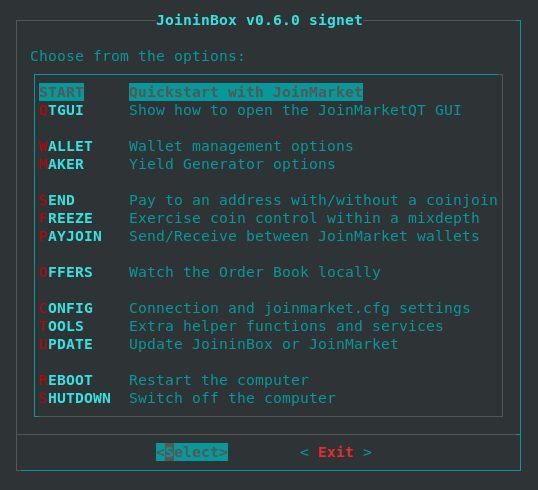 JoininBox v0.6.0 signet
Choose from the options:
START Quickstart with JoinMarket
QTGUI Show how to open the JoinMarketQT GUI
WALLET Wallet management options
MAKER Yield Generator options
SEND Pay to an address with/without a coinjoin
FREEZE Exercise coin control within a mixdepth
PAYJOIN Send/Receive between JoinMarket wallets
OFFERS Watch the Order Book locally
CONFIG Connection and joinmarket.cfg settings
TOOLS Extra helper functions and services
UPDATE Update JoininBox or JoinMarket
REBOOT Restart the computer
SHUTDOWN Switch off the computer
<Select> < Exit >